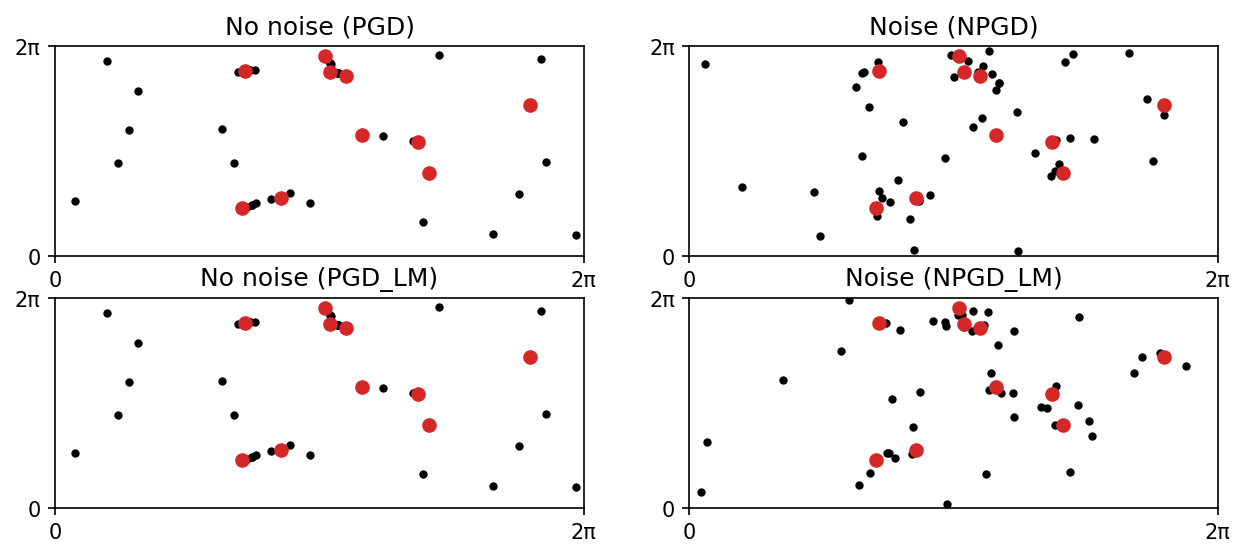 No noise (PGD)
Noise (NPGD)
2π
2π
0
0
0
2π
0
2π
No noise (PGD_LM)
Noise (NPGD_LM)
2π
2π
0
0
0
2π
0
2π